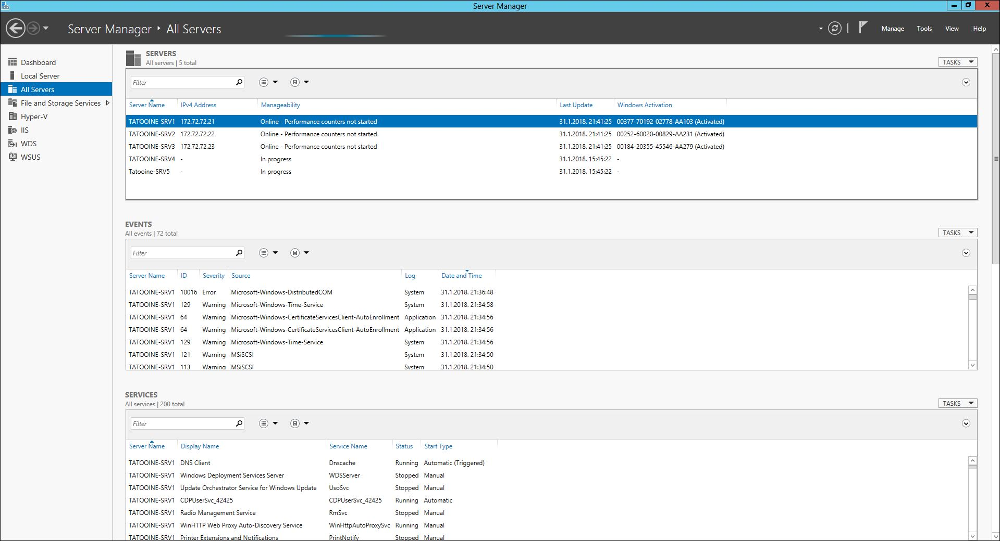 Server Manager
Server Manager ‣ All Servers
Manage Tools View Help
Dashboard
Local Server
All Servers
File and Storage Services
Hyper-V
IIS
WDS
WSUS
SERVERS
All servers | 5 total
TASKS
Filter
Server Name IPv4 Address Manageability Last Update Windows Activation
TATOOINE-SRV1 172.72.72.21 Online - Performance counters not started 31.1.2018. 21:41:25 00377-70192-02778-AA103 (Activated)
TATOOINE-SRV2 172.72.72.22 Online - Performance counters not started 31.1.2018. 21:41:25 00252-60020-00829-AA231 (Activated)
TATOOINE-SRV3 172.72.72.23 Online - Performance counters not started 31.1.2018. 21:41:25 00184-20355-45546-AA279 (Activated)
TATOOINE-SRV4 - In progress 31.1.2018. 15:45:22 -
Tatooine-SRV5 - In progress 31.1.2018. 15:45:22 -
EVENTS
All events | 72 total
TASKS
Filter
Server Name ID Severity Source Log Date and Time
TATOOINE-SRV1 10016 Error Microsoft-Windows-DistributedCOM System 31.1.2018. 21:36:48
TATOOINE-SRV1 129 Warning Microsoft-Windows-Time-Service System 31.1.2018. 21:34:58
TATOOINE-SRV1 64 Warning Microsoft-Windows-CertificateServicesClient-AutoEnrollment Application 31.1.2018. 21:34:56
TATOOINE-SRV1 64 Warning Microsoft-Windows-CertificateServicesClient-AutoEnrollment Application 31.1.2018. 21:34:56
TATOOINE-SRV1 129 Warning Microsoft-Windows-Time-Service System 31.1.2018. 21:34:56
TATOOINE-SRV1 121 Warning MSiSCSI System 31.1.2018. 21:34:50
TATOOINE-SRV1 113 Warning MSiSCSI System 31.1.2018. 21:34:50
SERVICES
All services | 200 total
TASKS
Filter
Server Name Display Name Service Name Status Start Type
TATOOINE-SRV1 DNS Client Dnscache Running Automatic (Triggered)
TATOOINE-SRV1 Windows Deployment Services Server WDSServer Stopped Manual
TATOOINE-SRV1 Update Orchestrator Service for Windows Update UsoSvc Stopped Manual
TATOOINE-SRV1 CDPUserSvc_42425 CDPUserSvc_42425 Running Automatic
TATOOINE-SRV1 Radio Management Service RmSvc Stopped Manual
TATOOINE-SRV1 WinHTTP Web Proxy Auto-Discovery Service WinHttpAutoProxySvc Running Manual
TATOOINE-SRV1 Printer Extensions and Notifications PrintNotify Stopped Manual